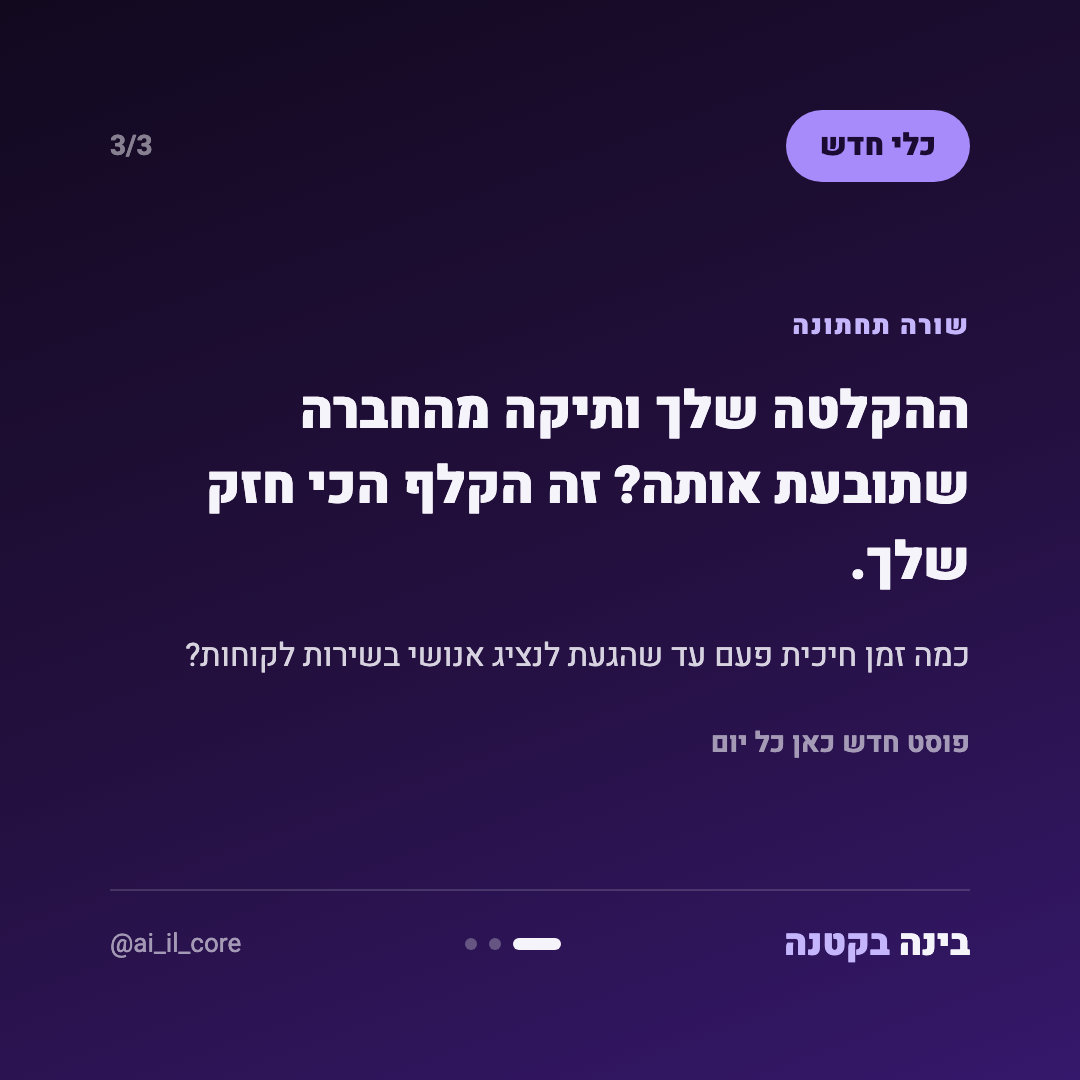 כלי חדש
3/3
שורה תחתונה
ההקלטה שלך ותיקה מהחברה
שתובעת אותה? זה הקלף הכי חזק
שלך.
כמה זמן חיכית פעם עד שהגעת לנציג אנושי בשירות לקוחות?
פוסט חדש כאן כל יום
בינה בקטנה
@ai_il_core